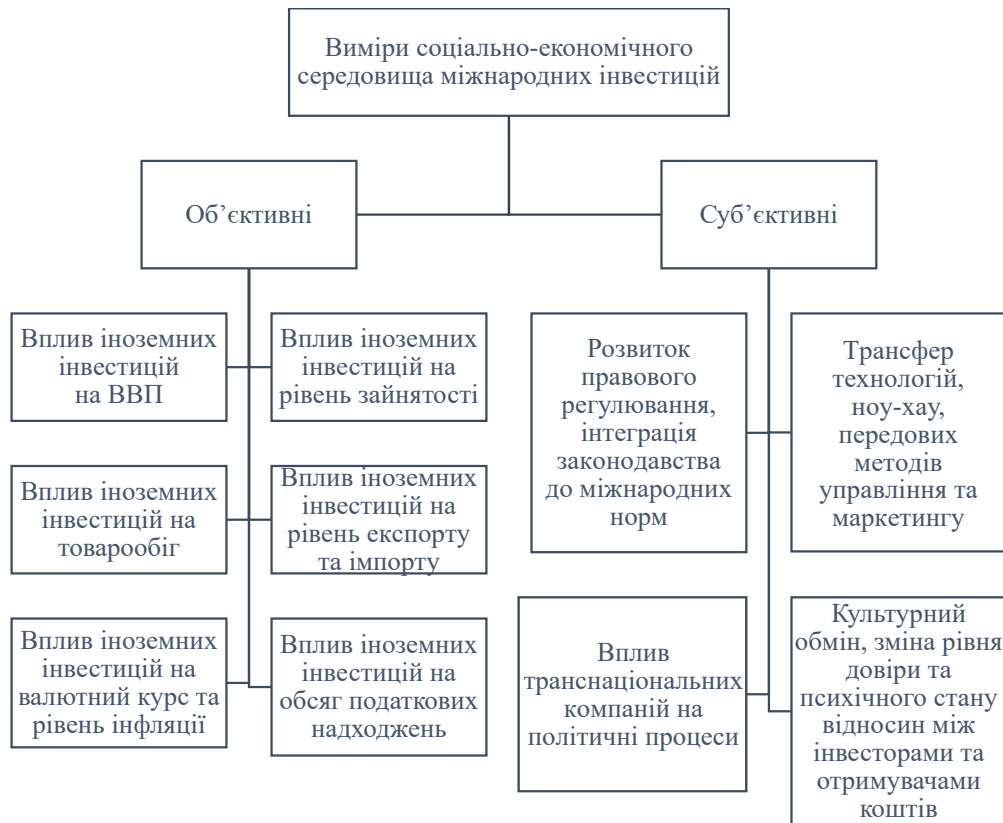 Виміри соціально-економічного
середовища міжнародних інвестицій
Об’єктивні
Суб’єктивні
Вплив іноземних
інвестицій
на ВВП
Вплив іноземних
інвестицій на
рівень зайнятості
Вплив іноземних
інвестицій на
товарообіг
Вплив іноземних
інвестицій на
рівень експорту
та імпорту
Вплив іноземних
інвестицій на
валютний курс та
рівень інфляції
Вплив іноземних
інвестицій на
обсяг податкових
надходжень
Розвиток
правового
регулювання,
інтеграція
законодавства
до міжнародних
норм
Трансфер
технологій,
ноу-хау,
передових
методів
управління та
маркетингу
Вплив
транснаціональних
компаній на
політичні процеси
Культурний
обмін, зміна рівня
довіри та
психічного стану
відносин між
інвесторами та
отримувачами
коштів